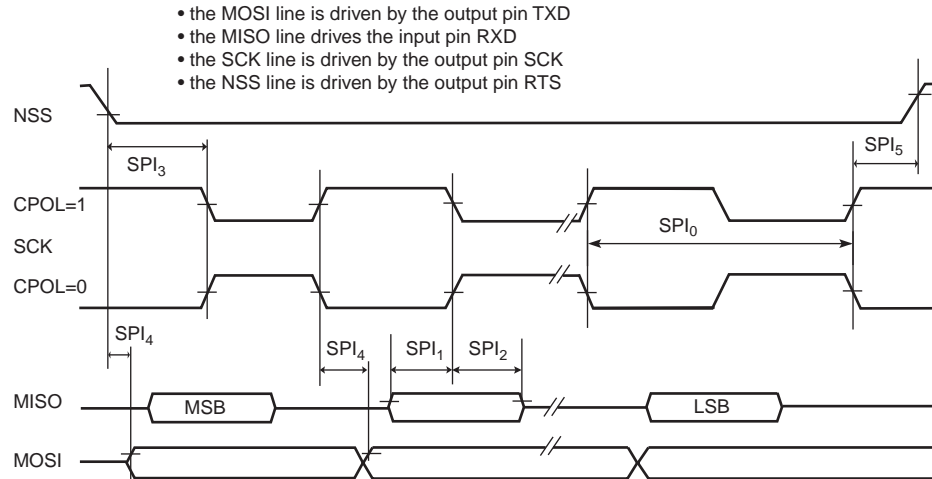 • the MOSI line is driven by the output pin TXD
• the MISO line drives the input pin RXD
• the SCK line is driven by the output pin SCK
• the NSS line is driven by the output pin RTS
NSS
SPI3
SPI5
CPOL=1
SCK
SPI0
CPOL=0
SPI4
SPI4
SPI1
SPI2
MISO
MSB
LSB
MOSI